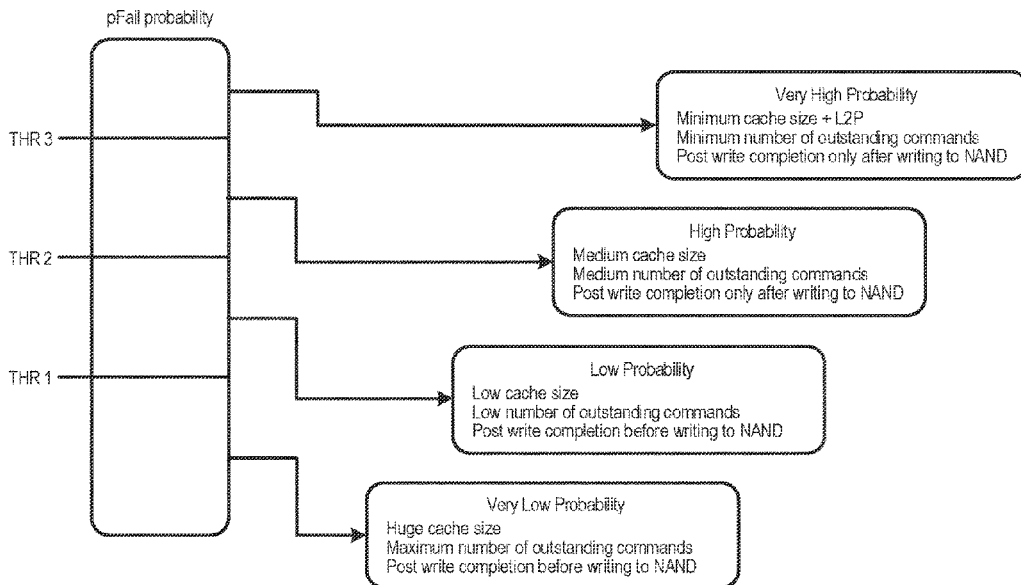 pFail probability
THR 3
THR 2
THR 1
Very High Probability
Minimum cache size + L2P
Minimum number of outstanding commands
Post write completion only after writing to NAND
High Probability
Medium cache size
Medium number of outstanding commands
Post write completion only after writing to NAND
Low Probability
Low cache size
Low number of outstanding commands
Post write completion before writing to NAND
Very Low Probability
Huge cache size
Maximum number of outstanding commands
Post write completion before writing to NAND